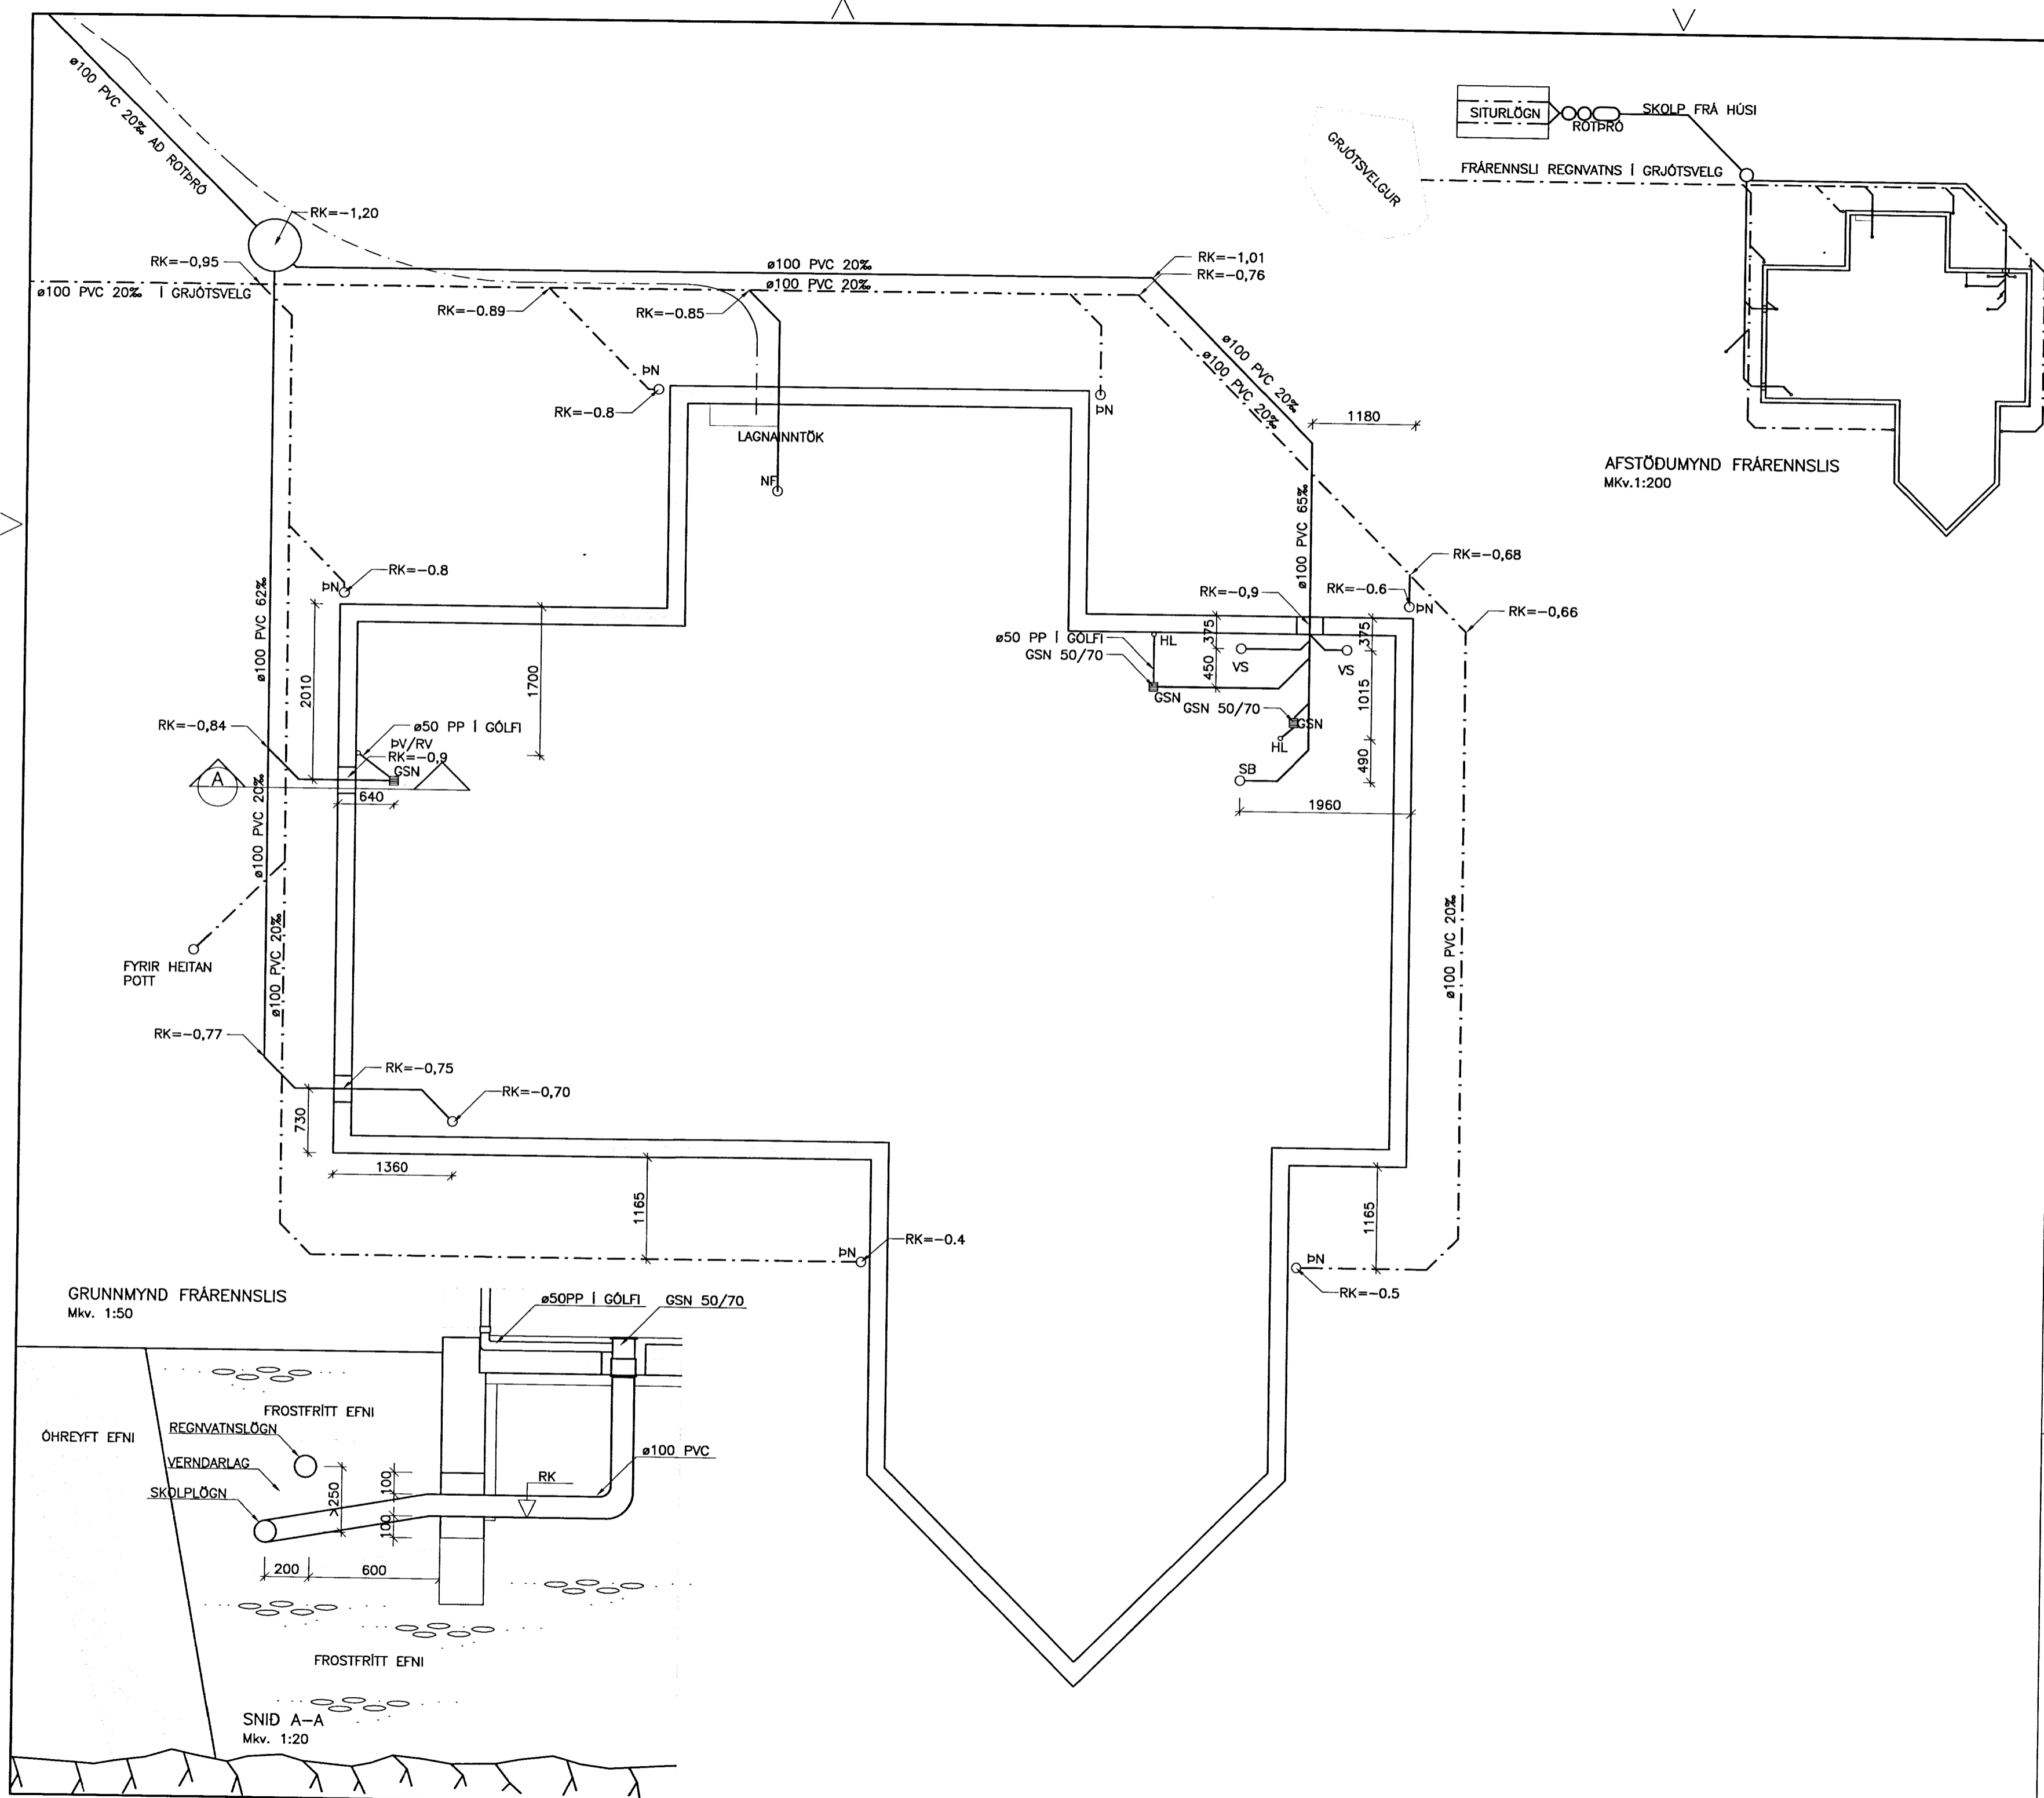 ø100 PVC 20‰ AÐ ROTÞRÓ
RK=-1,20
RK=-0,95
ø100 PVC 20‰ Í GRJÓTSVELG
RK=-0.89
RK=-0.85
ø100 PVC 20‰
ø100 PVC 20‰
RK=-1,01
RK=-0,76
ÞN
RK=-0.8
LAGNAINNTÖK
NF
ÞN
ø100 PVC 20‰
ø100 PVC 20‰
1180
GRJÓTSVELGUR
SITURLÖGN
ROTÞRÓ
SKOLP FRÁ HÚSI
FRÁRENNSLI REGNVATNS Í GRJÓTSVELG
AFSTÖÐUMYND FRÁRENNSLIS
MKv.1:200
ø100 PVC 65‰
RK=-0,68
RK=-0.6
ÞN
RK=-0,66
RK=-0,9
ø50 PP Í GÓLFI
GSN 50/70
HL
375
450
VS
VS
GSN
GSN 50/70
GSN
HL
SB
375
1015
490
1960
ø100 PVC 62‰
ÞN
RK=-0.8
2010
1700
RK=-0,84
ø50 PP Í GÓLFI
ÞV/RV
RK=-0,9
GSN
A
640
ø100 PVC 20‰
ø100 PVC 20‰
FYRIR HEITAN
POTT
RK=-0,77
RK=-0,75
RK=-0,70
730
1360
1165
ÞN
RK=-0.4
ø100 PVC 20‰
1165
ÞN
RK=-0.5
GRUNNMYND FRÁRENNSLIS
Mkv. 1:50
ø50PP Í GÓLFI
GSN 50/70
FROSTFRÍTT EFNI
ÓHREYFT EFNI
REGNVATNSLÖGN
VERNDARLAG
SKOLPLÖGN
>250
100
100
RK
ø100 PVC
200
600
FROSTFRÍTT EFNI
SNIÐ A-A
Mkv. 1:20